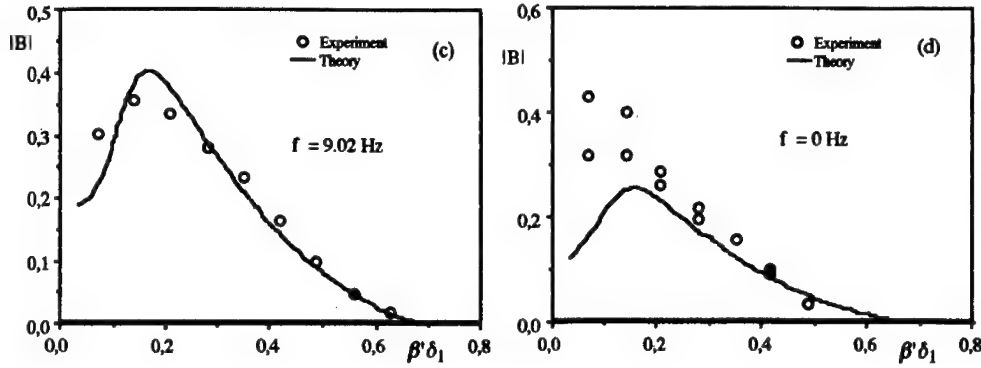 0,5
|B|
0,4
0,3
0,2
0,1
0,0
Experiment
Theory
(c)
f = 9.02 Hz
0,0
0,2
0,4
0,6
0,8
β'δ₁
0,6
|B|
0,4
0,2
0,0
Experiment
Theory
(d)
f = 0 Hz
0,0
0,2
0,4
0,6
0,8
β'δ₁